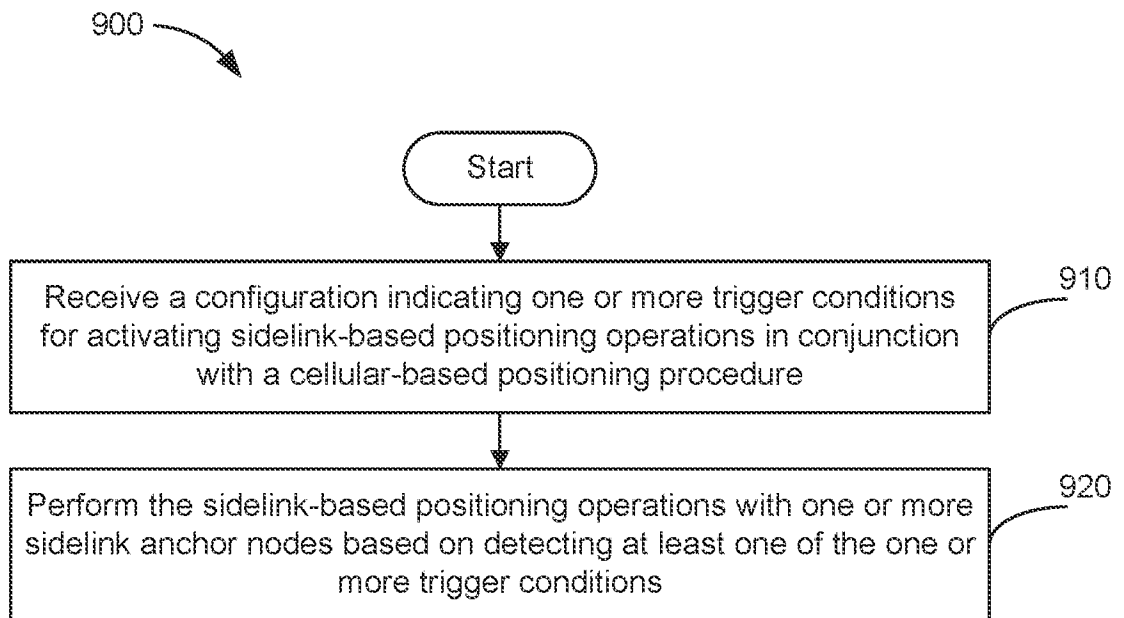 900
Start
Receive a configuration indicating one or more trigger conditions
for activating sidelink-based positioning operations in conjunction
with a cellular-based positioning procedure
910
Perform the sidelink-based positioning operations with one or more
sidelink anchor nodes based on detecting at least one of the one or
more trigger conditions
920